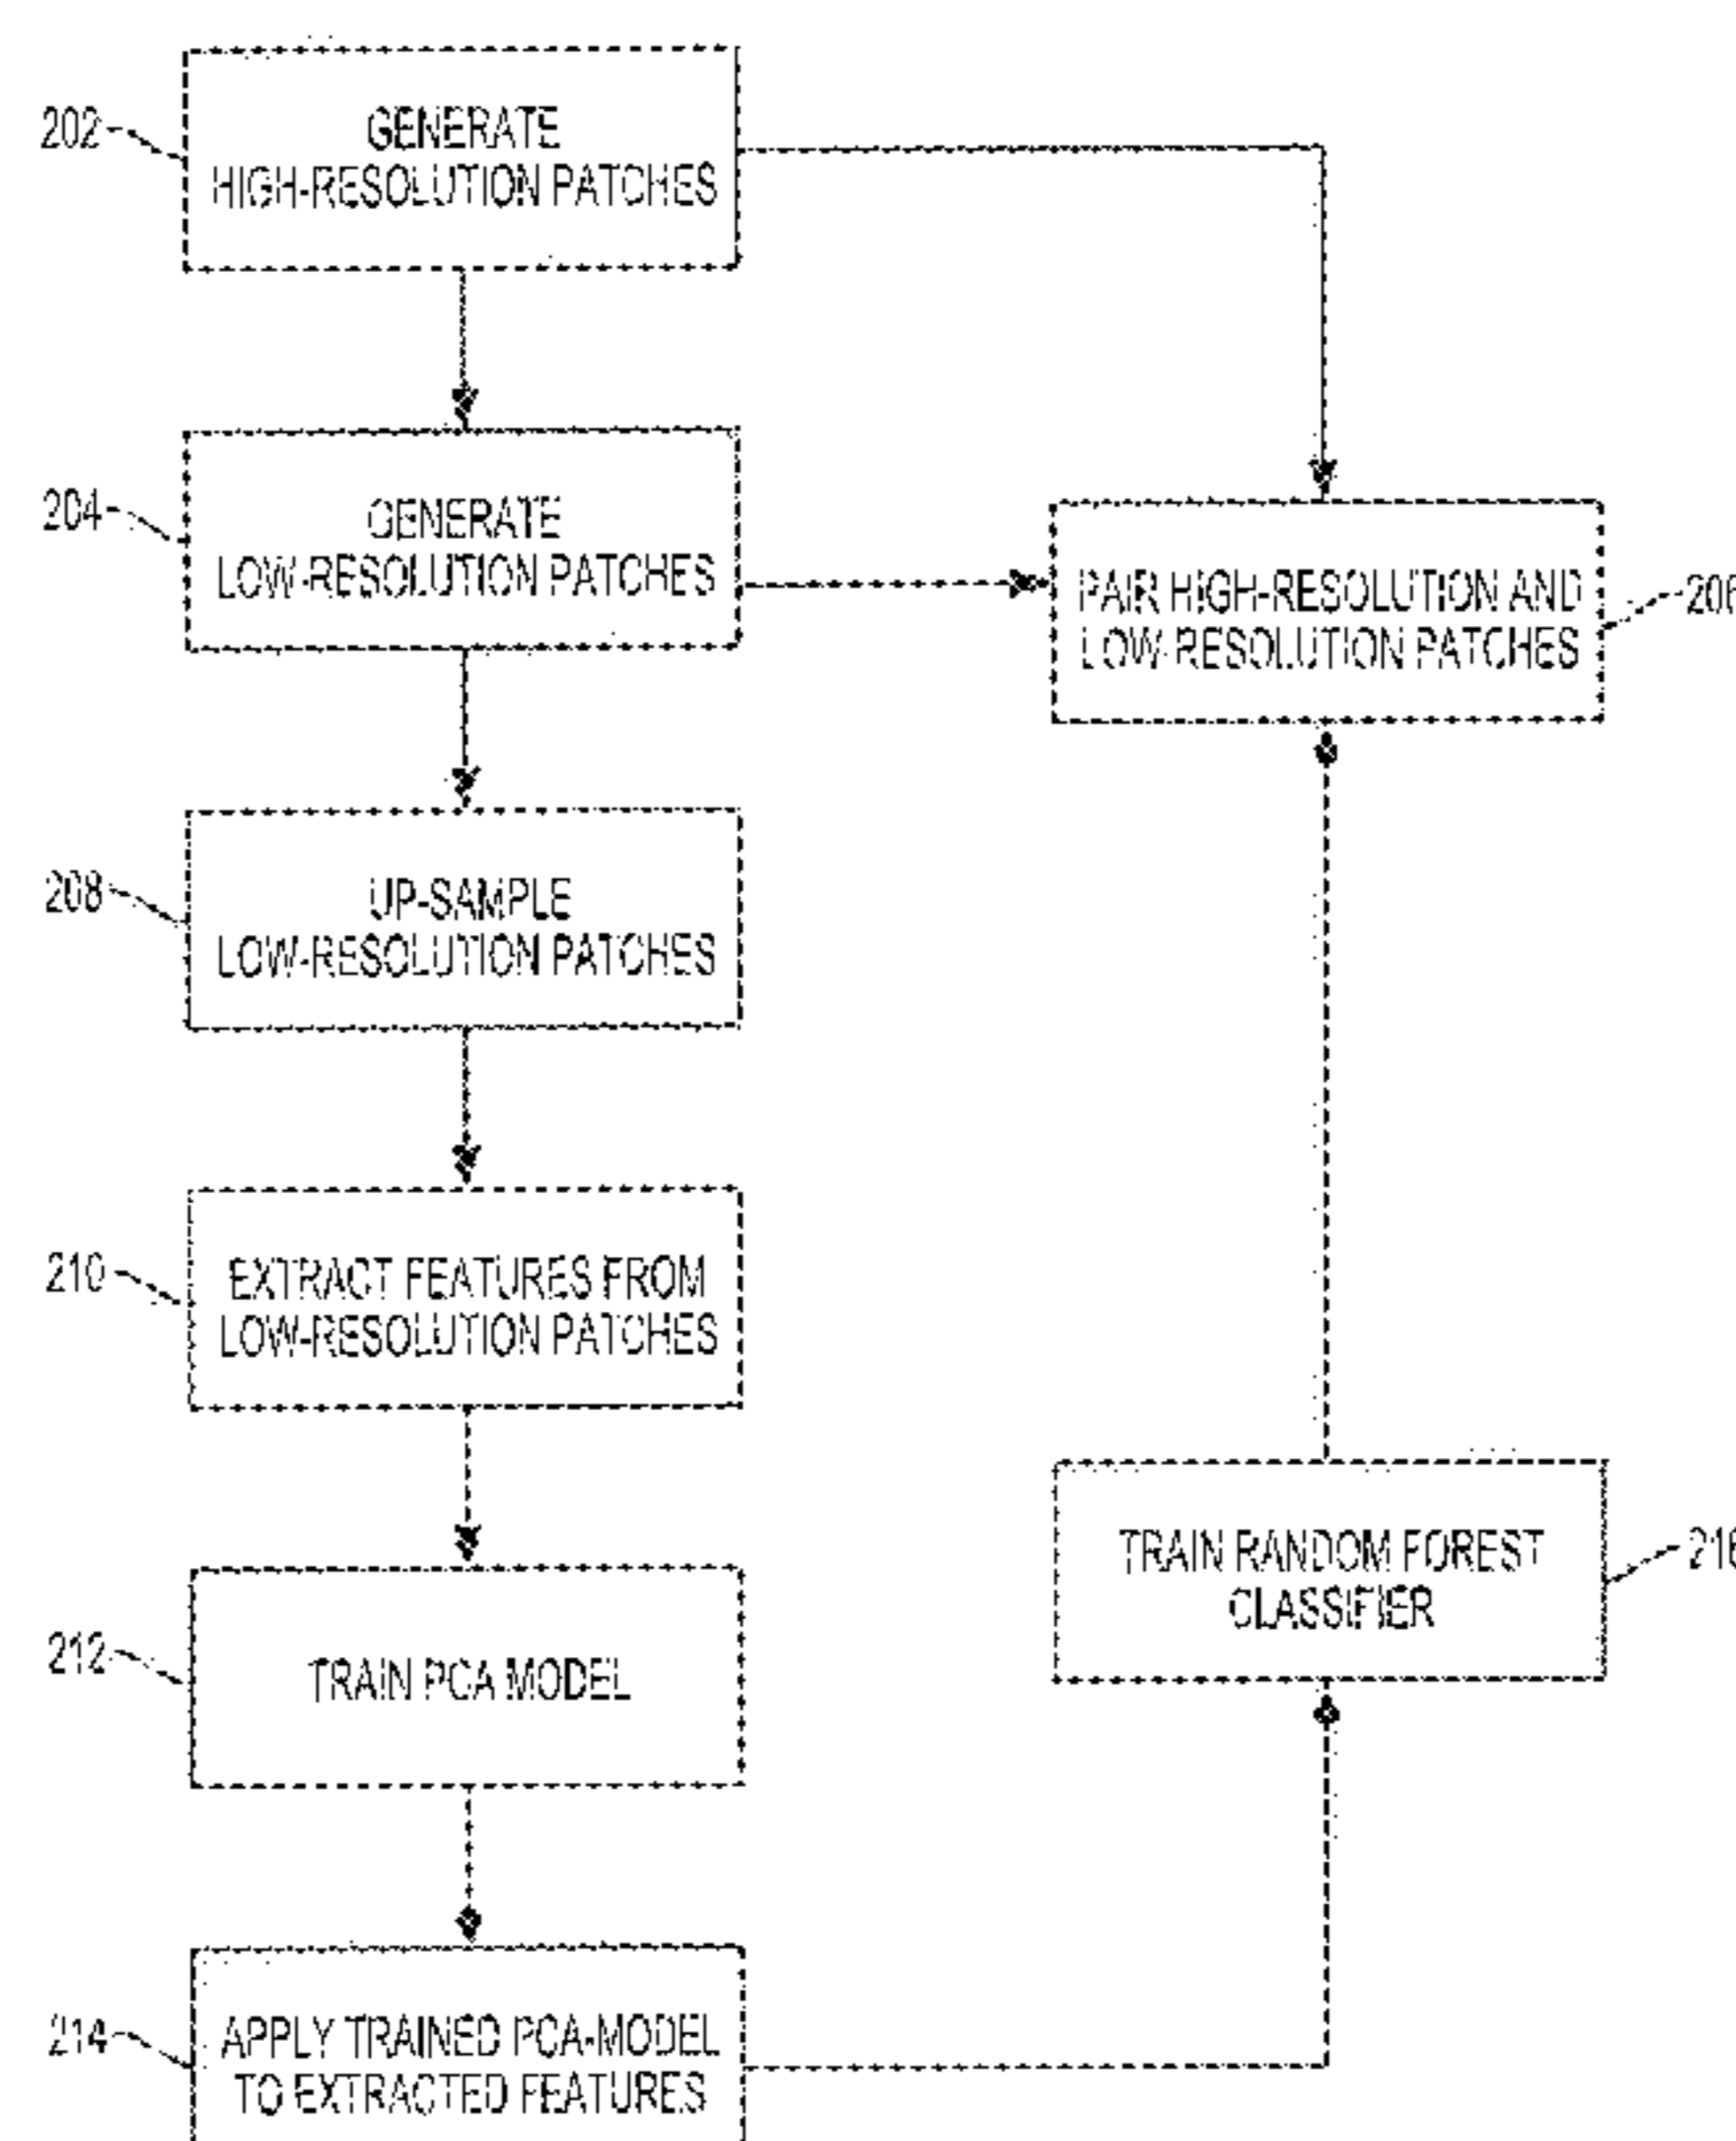 202
GENERATE
HIGH-RESOLUTION PATCHES
204
GENERATE
LOW-RESOLUTION PATCHES
PAIR HIGH-RESOLUTION AND
LOW-RESOLUTION PATCHES
206
208
UP-SAMPLE
LOW-RESOLUTION PATCHES
210
EXTRACT FEATURES FROM
LOW-RESOLUTION PATCHES
TRAIN RANDOM FOREST
CLASSIFIER
216
212
TRAIN PCA MODEL
214
APPLY TRAINED PCA-MODEL
TO EXTRACTED FEATURES